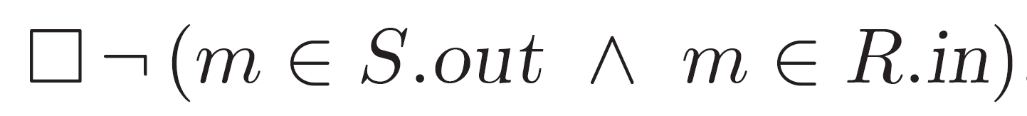 □ ¬ (m ∈ S.out ∧ m ∈ R.in).